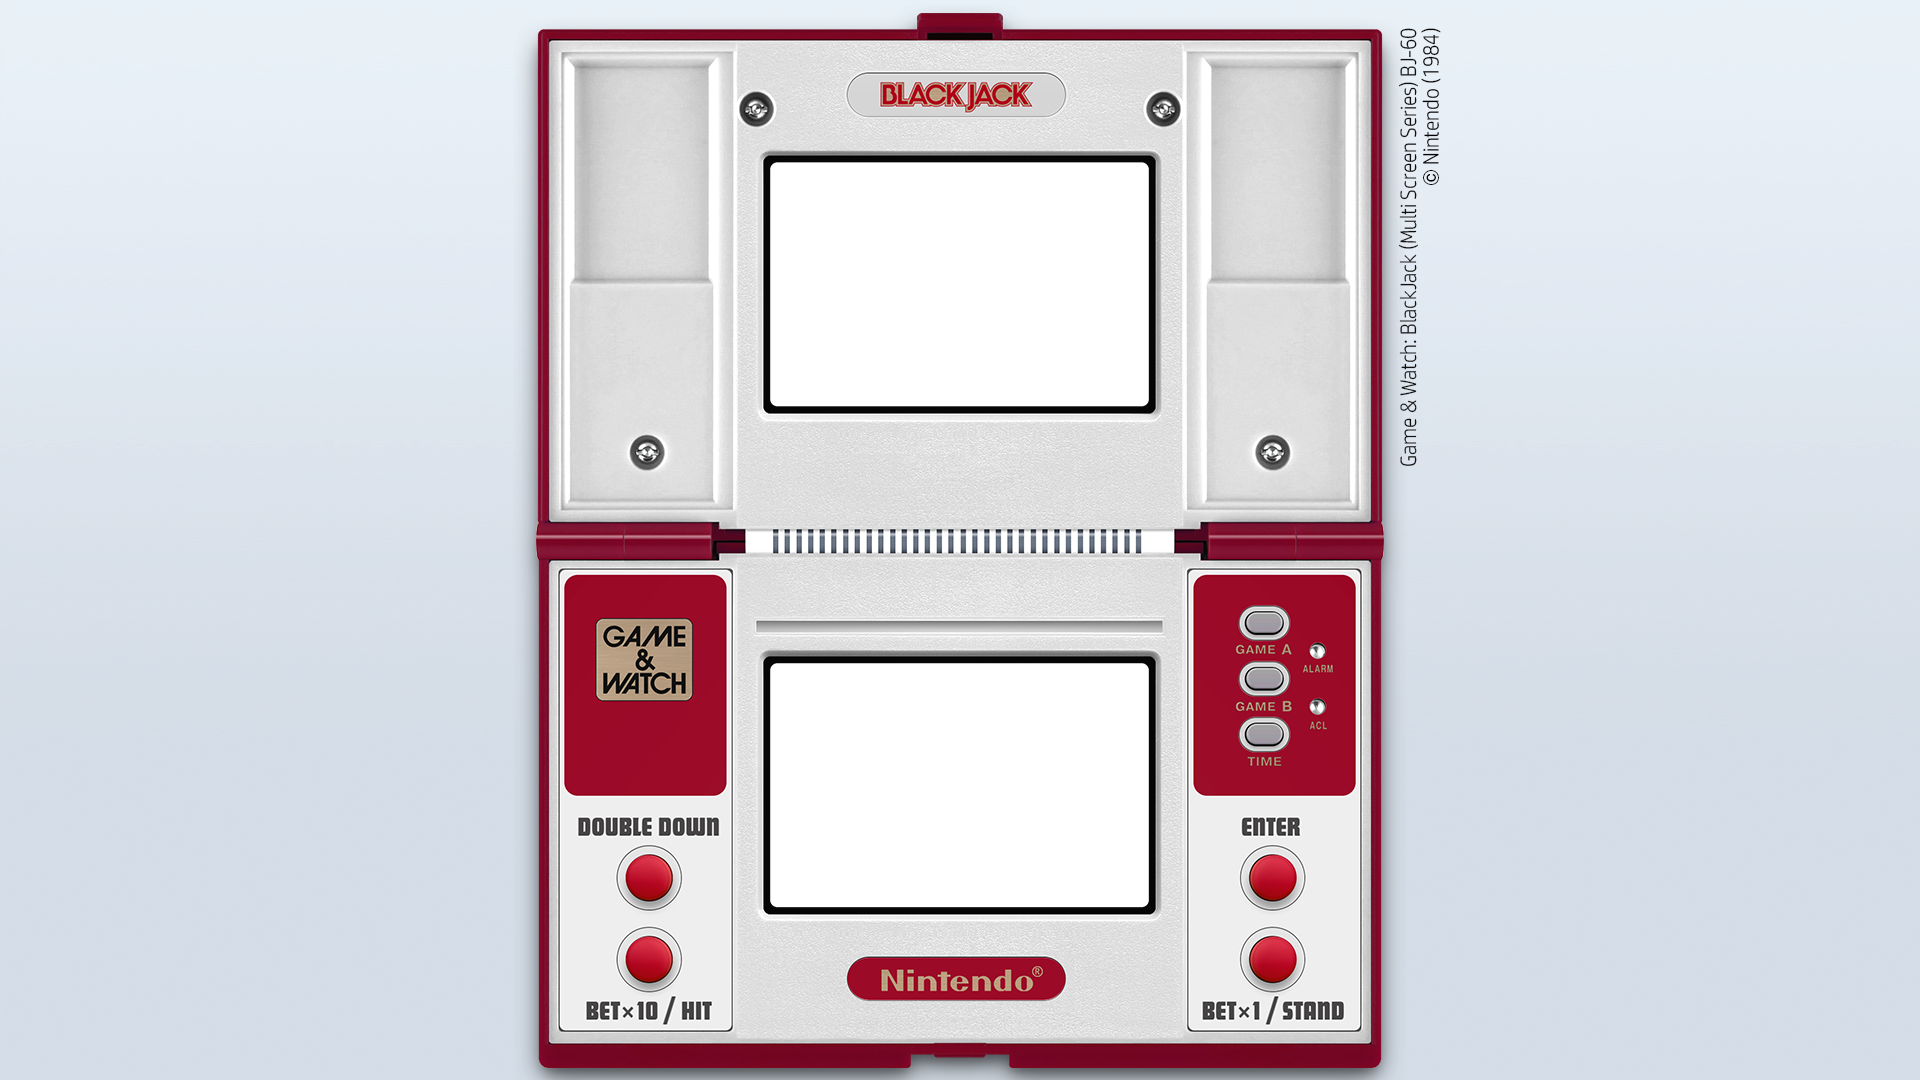 BLACKJACK
Game & Watch: BlackJack (Multi Screen Series) BJ-60
© Nintendo (1984)
GAME
&
WATCH
GAME A
ALARM
GAME B
ACL
TIME
DOUBLE DOWN
ENTER
BET×10 / HIT
BET×1 / STAND
Nintendo®